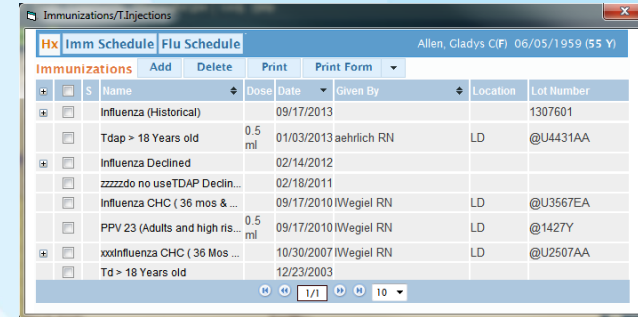 Immunizations/T.Injections
Hx Imm Schedule Flu Schedule Allen, Gladys C(F) 06/05/1959 (55 Y)
Immunizations Add Delete Print Print Form
S Name Dose Date Given By Location Lot Number
Influenza (Historical) 09/17/2013 1307601
Tdap > 18 Years old 0.5 ml 01/03/2013 aehrlich RN LD @U4431AA
Influenza Declined 02/14/2012
zzzzzdo no useTDAP Declin... 02/18/2011
Influenza CHC ( 36 mos & ... 09/17/2010 lWegiel RN LD @U3567EA
PPV 23 (Adults and high ris... 0.5 ml 09/17/2010 lWegiel RN LD @1427Y
xxxInfluenza CHC ( 36 Mos ... 10/30/2007 lWegiel RN LD @U2507AA
Td > 18 Years old 12/23/2003
1/1 10